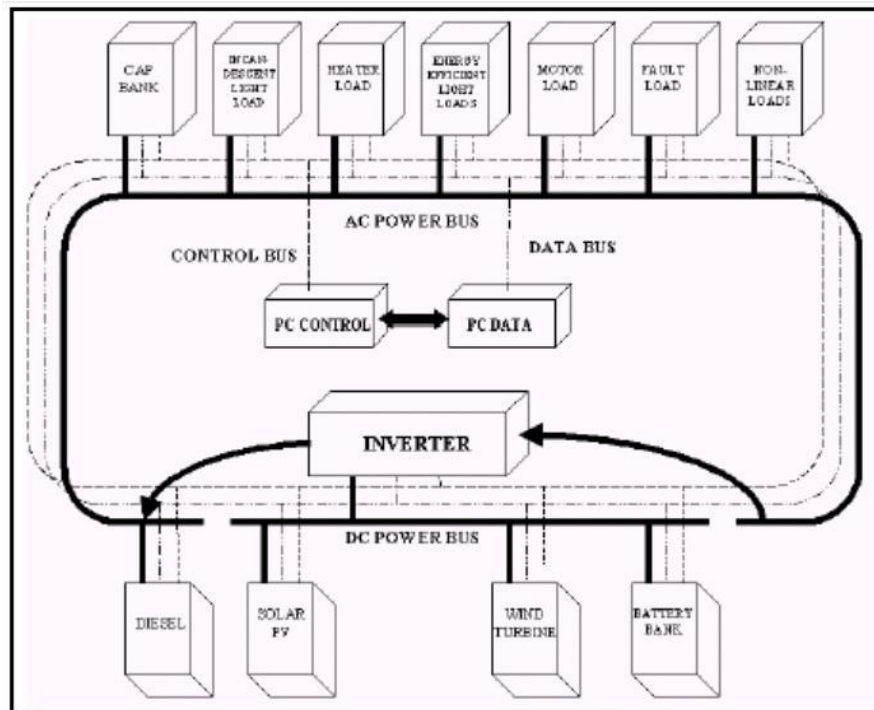 CAP
BANK
INCAN-
DESCENT
LIGHT
LOAD
HEATER
LOAD
ENERGY
EFFICIENT
LIGHT
LOADS
MOTOR
LOAD
FAULT
LOAD
NON-
LINEAR
LOADS
AC POWER BUS
CONTROL BUS
DATA BUS
PC CONTROL
PC DATA
INVERTER
DC POWER BUS
DIESEL
SOLAR
PV
WIND
TURBINE
BATTERY
BANK